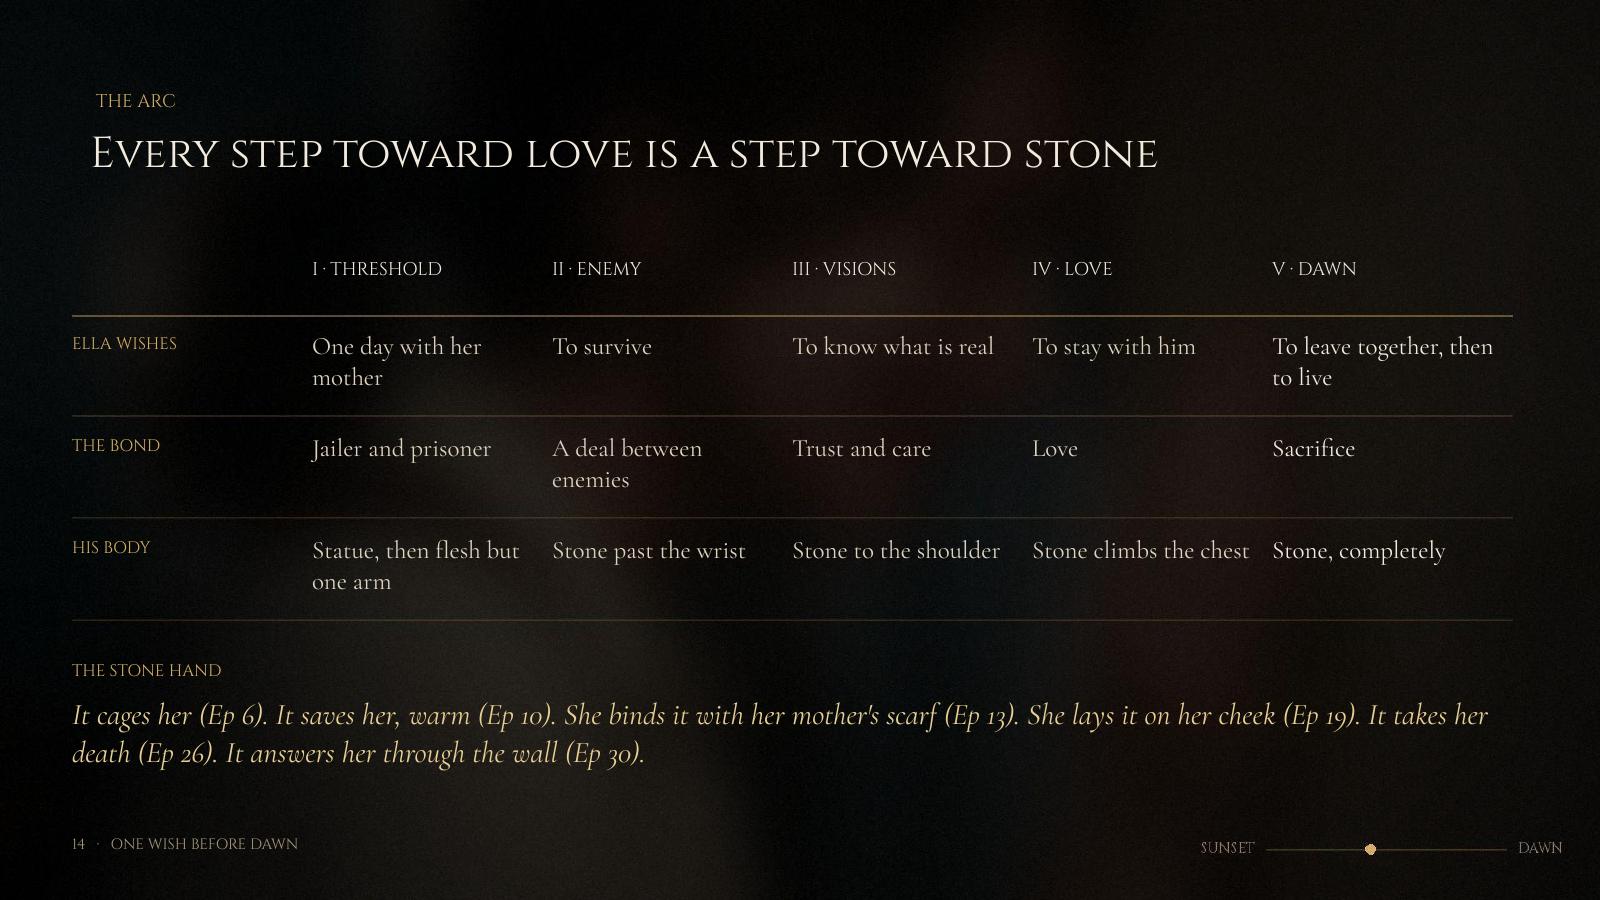 THE ARC
EVERY STEP TOWARD LOVE IS A STEP TOWARD STONE
I · THRESHOLD II · ENEMY III · VISIONS IV · LOVE V · DAWN
ELLA WISHES
One day with her mother
To survive
To know what is real
To stay with him
To leave together, then to live
THE BOND
Jailer and prisoner
A deal between enemies
Trust and care
Love
Sacrifice
HIS BODY
Statue, then flesh but one arm
Stone past the wrist
Stone to the shoulder
Stone climbs the chest
Stone, completely
THE STONE HAND
It cages her (Ep 6). It saves her, warm (Ep 10). She binds it with her mother's scarf (Ep 13). She lays it on her cheek (Ep 19). It takes her
death (Ep 26). It answers her through the wall (Ep 30).
14 · ONE WISH BEFORE DAWN
SUNSET DAWN